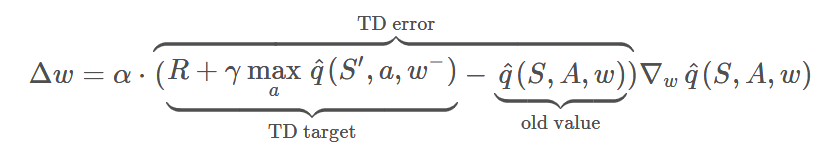 TD error
Δw = α · (R + γ max_a q̂(S′, a, w⁻) − q̂(S, A, w))∇_w q̂(S, A, w)
TD target
old value